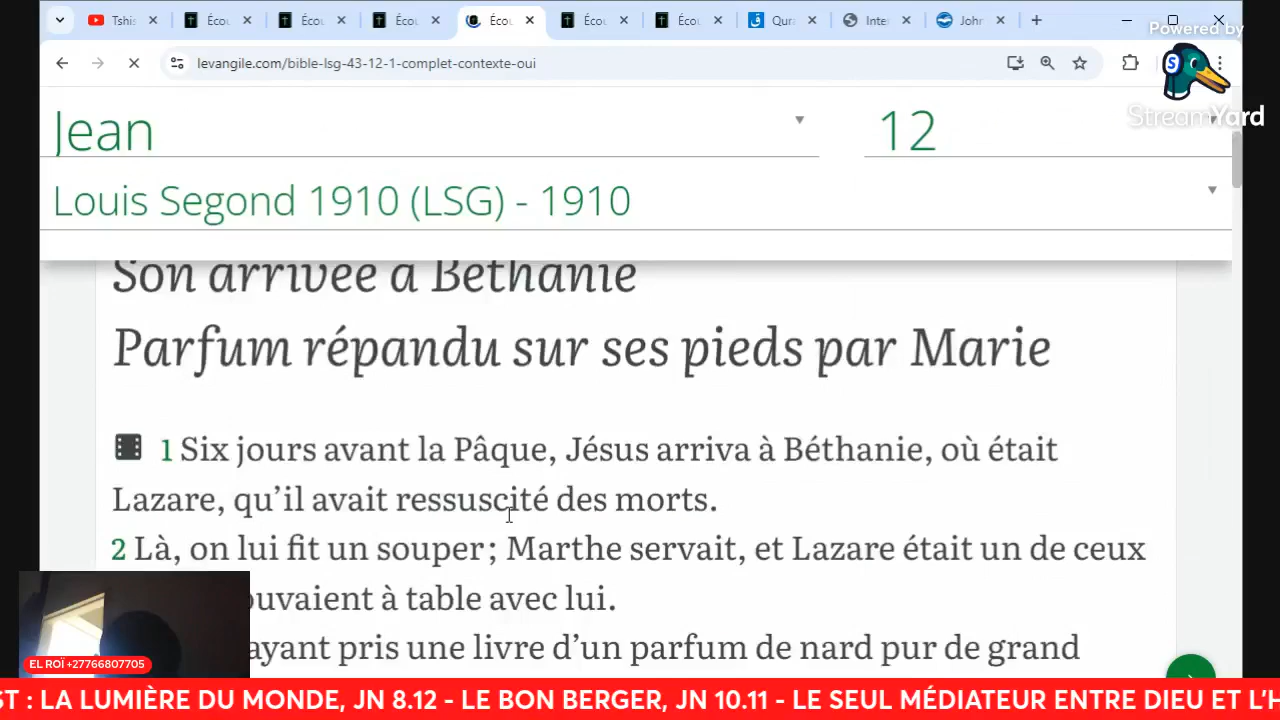 Tshis
Écou
Écou
Écou
Écou
Écou
Écou
Qura
Inte
John
Powered by
levangile.com/bible-lsg-43-12-1-complet-contexte-oui
S
StreamYard
Jean
12
Louis Segond 1910 (LSG) - 1910
Son arrivée à Béthanie
Parfum répandu sur ses pieds par Marie
1 Six jours avant la Pâque, Jésus arriva à Béthanie, où était
Lazare, qu’il avait ressuscité des morts.
2 Là, on lui fit un souper; Marthe servait, et Lazare était un de ceux
ouvaient à table avec lui.
ayant pris une livre d’un parfum de nard pur de grand
EL ROÏ +27766807705
ST : LA LUMIÈRE DU MONDE, JN 8.12 - LE BON BERGER, JN 10.11 - LE SEUL MÉDIATEUR ENTRE DIEU ET L'H